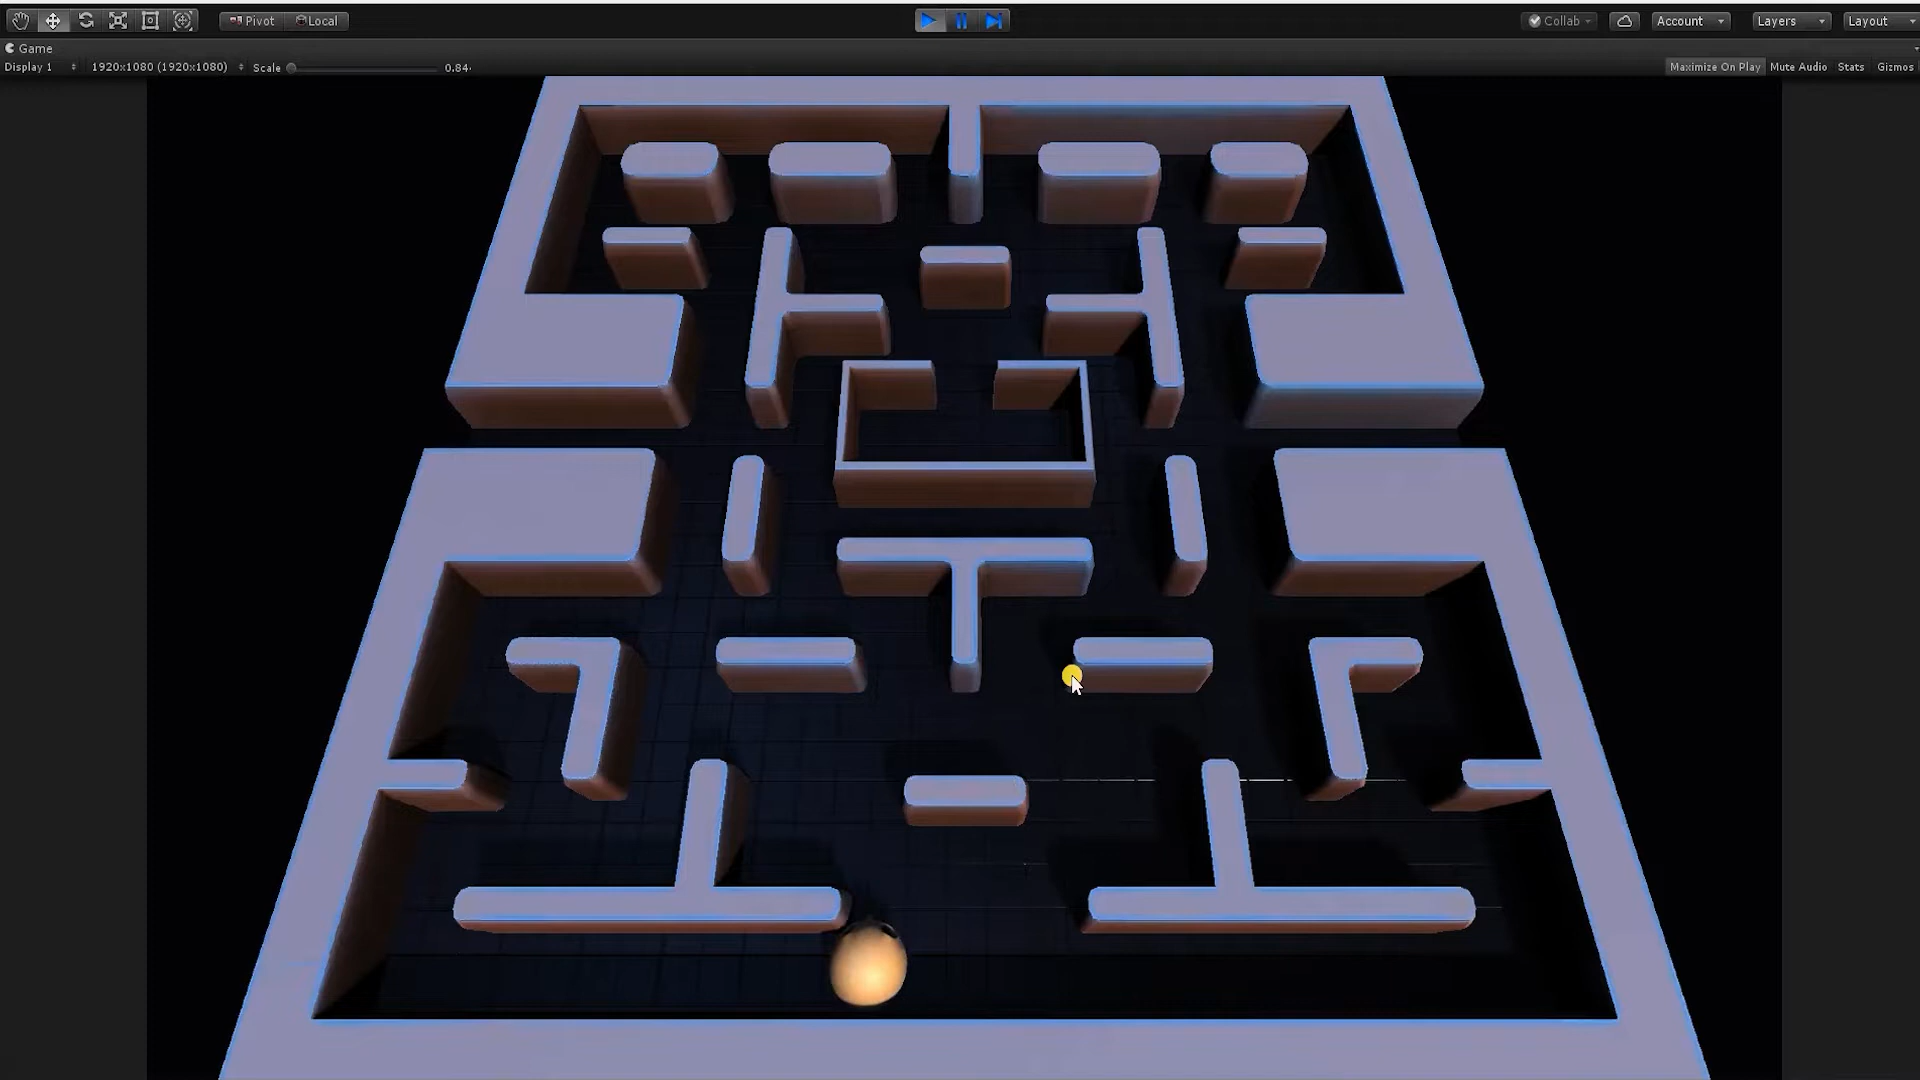 Pivot Local Collab Account Layers Layout
Game
Display 1 1920x1080 (1920x1080) Scale 0.84 Maximize On Play Mute Audio Stats Gizmos